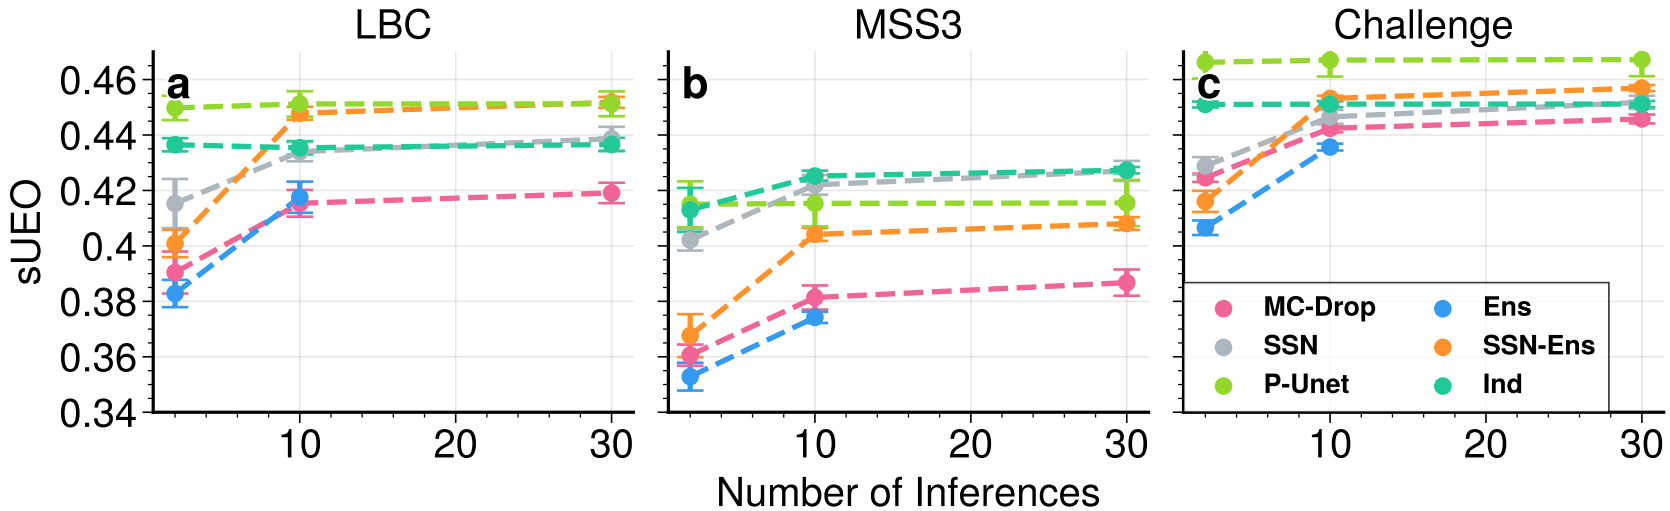 LBC MSS3 Challenge
a b c
sUEO
0.46
0.44
0.42
0.4
0.38
0.36
0.34
10 20 30 10 20 30 10 20 30
Number of Inferences
MC-Drop Ens
SSN SSN-Ens
P-Unet Ind